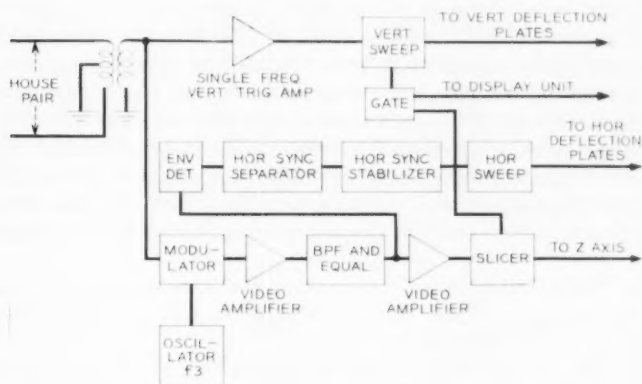 TO VERT DEFLECTION
PLATES
VERT
SWEEP
SINGLE FREQ
VERT TRIG AMP
HOUSE
PAIR
TO DISPLAY UNIT
GATE
TO HOR
DEFLECTION
PLATES
ENV
DET
HOR SYNC
SEPARATOR
HOR SYNC
STABILIZER
HOR
SWEEP
MODU-
LATOR
VIDEO
AMPLIFIER
BPF AND
EQUAL
VIDEO
AMPLIFIER
SLICER
TO Z AXIS
OSCIL-
LATOR
f3